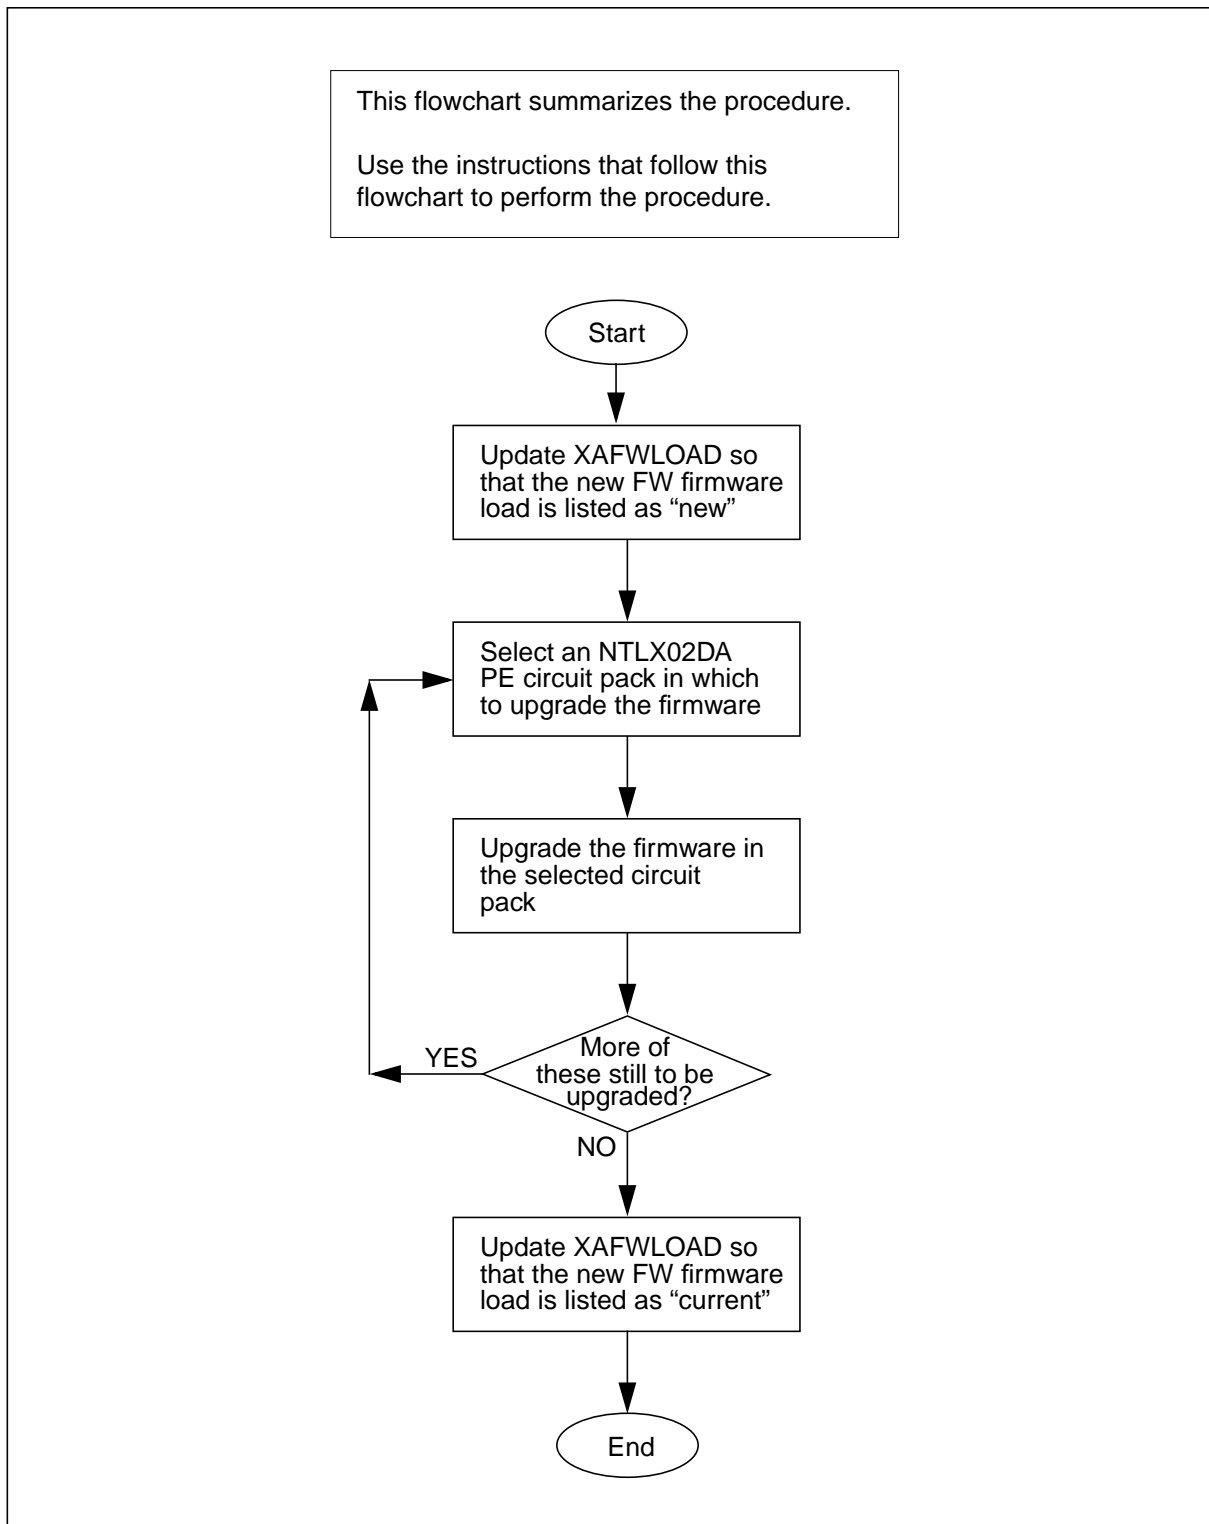 This flowchart summarizes the procedure.
Use the instructions that follow this
flowchart to perform the procedure.
Start
Update XAFWLOAD so
that the new FW firmware
load is listed as “new”
Select an NTLX02DA
PE circuit pack in which
to upgrade the firmware
Upgrade the firmware in
the selected circuit
pack
More of
these still to be
upgraded?
YES
NO
Update XAFWLOAD so
that the new FW firmware
load is listed as “current”
End